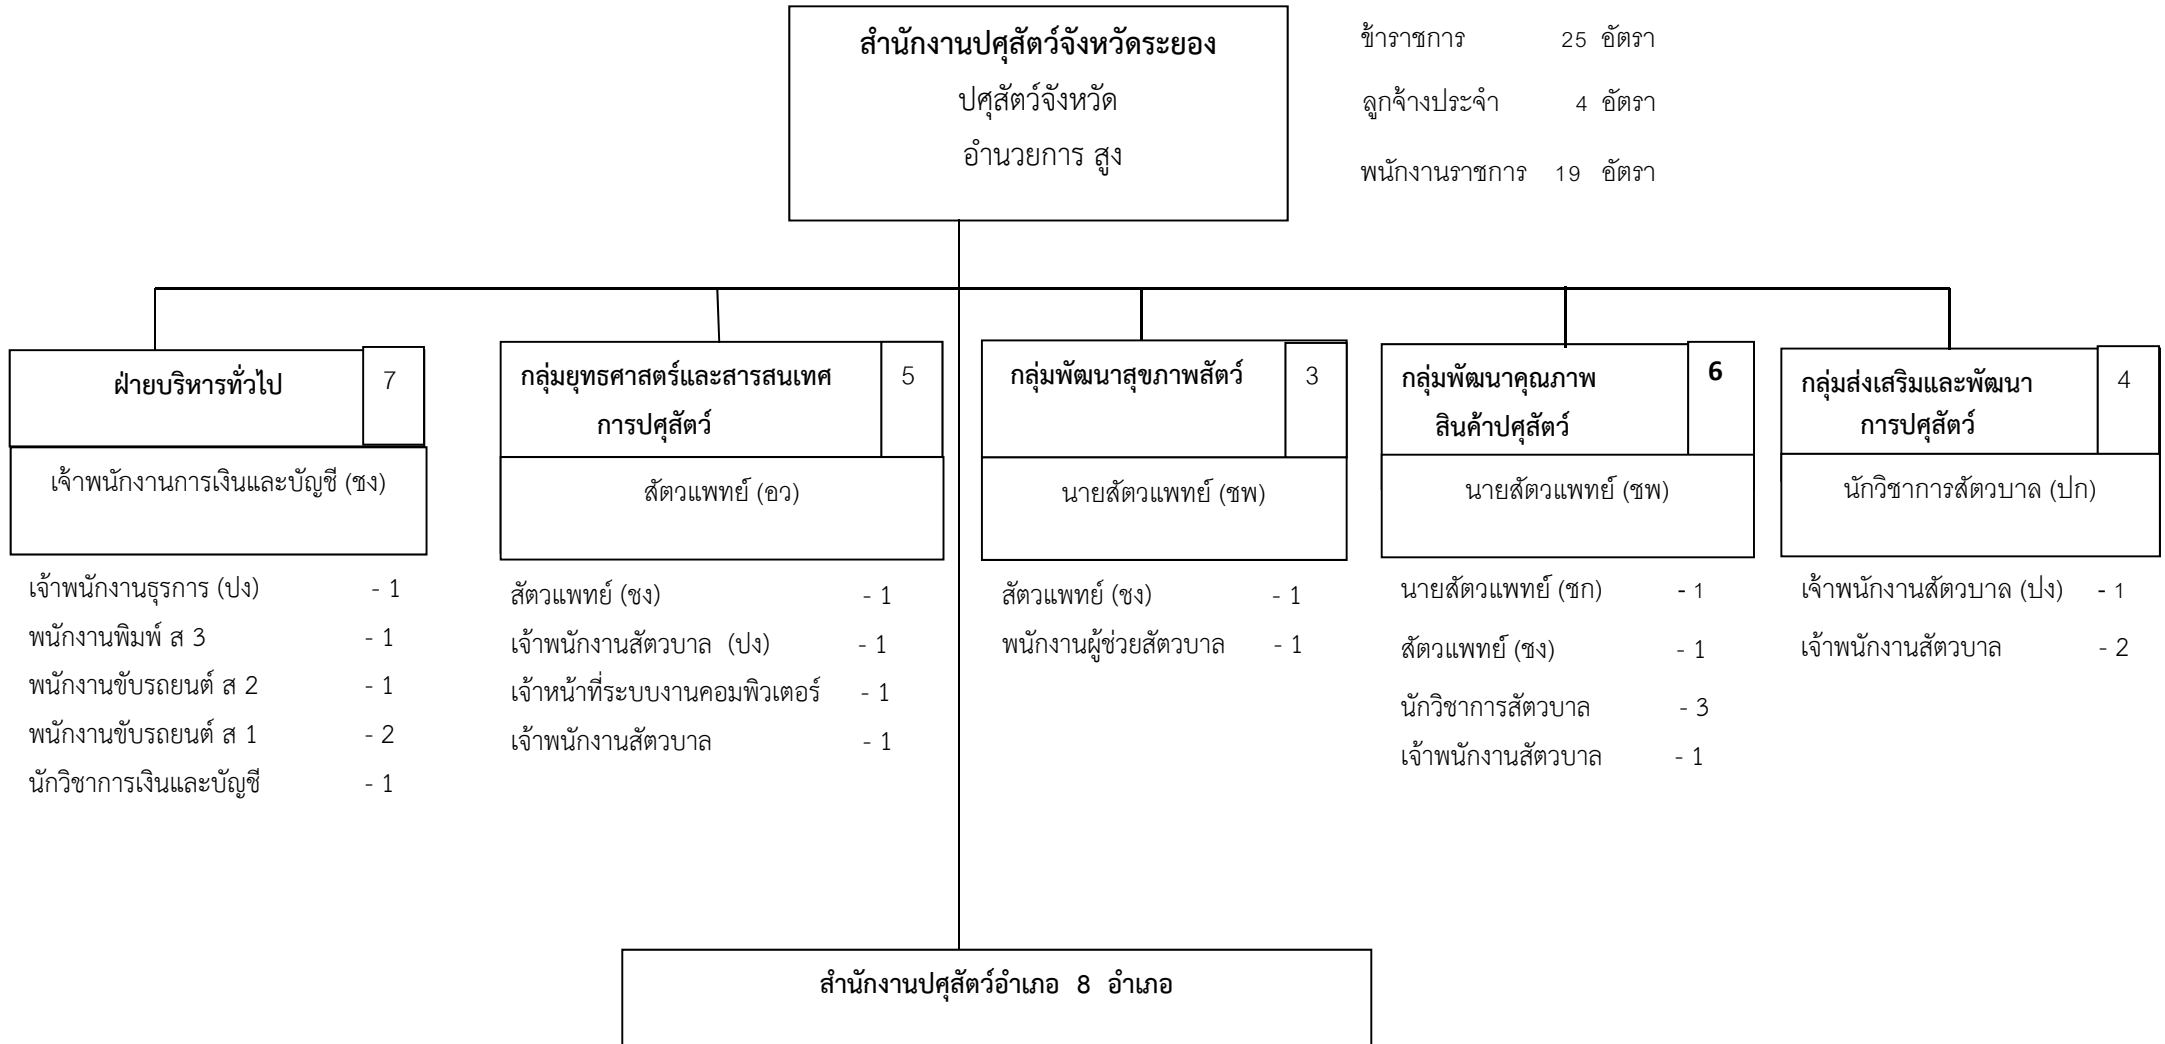 สำนักงานปศุสัตว์จังหวัดระยอง
ปศุสัตว์จังหวัด
อำนวยการ สูง
ข้าราชการ 25 อัตรา
ลูกจ้างประจำ 4 อัตรา
พนักงานราชการ 19 อัตรา
ฝ่ายบริหารทั่วไป 7
เจ้าพนักงานการเงินและบัญชี (ชง)
เจ้าพนักงานธุรการ (ปง) - 1
พนักงานพิมพ์ ส 3 - 1
พนักงานขับรถยนต์ ส 2 - 1
พนักงานขับรถยนต์ ส 1 - 2
นักวิชาการเงินและบัญชี - 1
กลุ่มยุทธศาสตร์และสารสนเทศ 5
การปศุสัตว์
สัตวแพทย์ (อว)
สัตวแพทย์ (ชง) - 1
เจ้าพนักงานสัตวบาล (ปง) - 1
เจ้าหน้าที่ระบบงานคอมพิวเตอร์ - 1
เจ้าพนักงานสัตวบาล - 1
กลุ่มพัฒนาสุขภาพสัตว์ 3
นายสัตวแพทย์ (ชพ)
สัตวแพทย์ (ชง) - 1
พนักงานผู้ช่วยสัตวบาล - 1
กลุ่มพัฒนาคุณภาพ 6
สินค้าปศุสัตว์
นายสัตวแพทย์ (ชพ)
นายสัตวแพทย์ (ชก) - 1
สัตวแพทย์ (ชง) - 1
นักวิชาการสัตวบาล - 3
เจ้าพนักงานสัตวบาล - 1
กลุ่มส่งเสริมและพัฒนา 4
การปศุสัตว์
นักวิชาการสัตวบาล (ปก)
เจ้าพนักงานสัตวบาล (ปง) - 1
เจ้าพนักงานสัตวบาล - 2
สำนักงานปศุสัตว์อำเภอ 8 อำเภอ